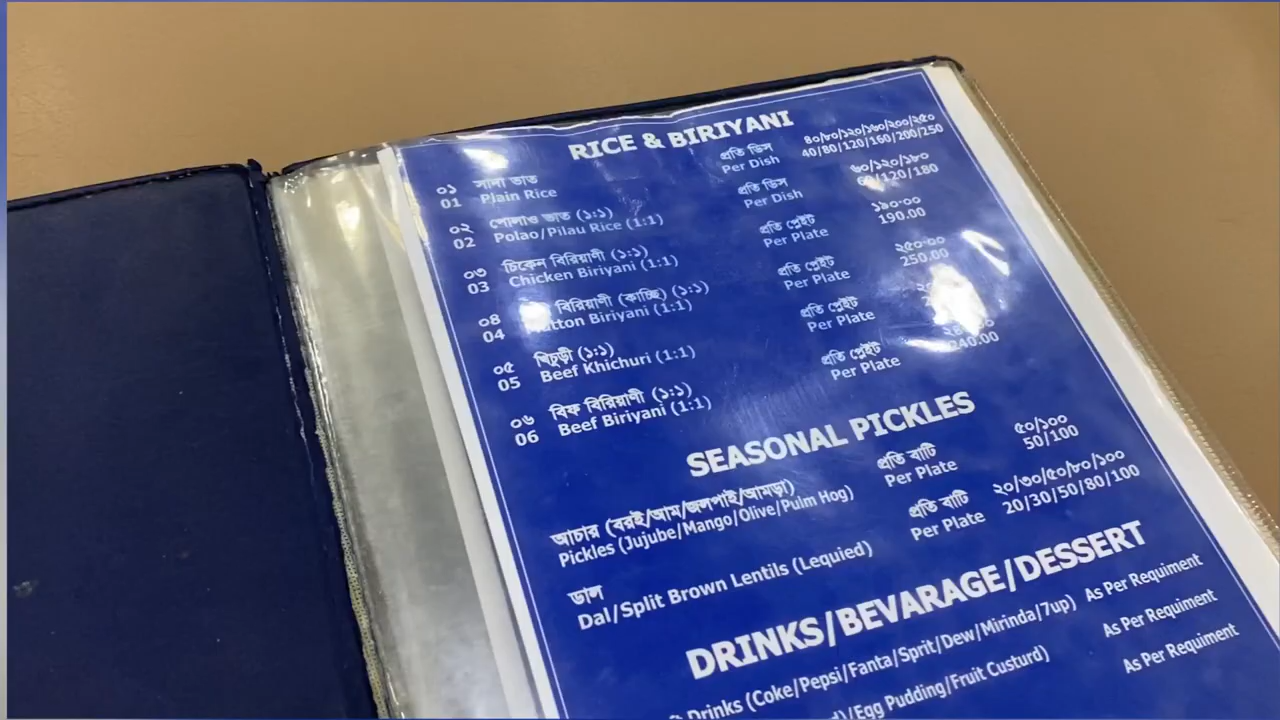 RICE & BIRIYANI
০১ সাদা ভাত প্রতি ডিস ৪০/৮০/১২০/১৬০/২০০/২৫০
01 Plain Rice Per Dish 40/80/120/160/200/250
০২ পোলাও ভাত (১:১) প্রতি ডিস ৬০/১২০/১৮০
02 Polao/Pilau Rice (1:1) Per Dish 60/120/180
০৩ চিকেন বিরিয়াণী (১:১) প্রতি প্লেইট ১৯০-০০
03 Chicken Biriyani (1:1) Per Plate 190.00
০৪ বিরিয়াণী (কাচ্ছি) (১:১) প্রতি প্লেইট ২৫০-০০
04 Mutton Biriyani (1:1) Per Plate 250.00
০৫ খিচুড়ী (১:১) প্রতি প্লেইট
05 Beef Khichuri (1:1) Per Plate
০৬ বিফ বিরিয়াণী (১:১) প্রতি প্লেইট
06 Beef Biriyani (1:1) Per Plate 240.00
SEASONAL PICKLES
আচার (বরই/আম/জলপাই/আমড়া) প্রতি বাটি ৫০/১০০
Pickles (Jujube/Mango/Olive/Pulm Hog) Per Plate 50/100
ডাল প্রতি বাটি ২০/৩০/৫০/৮০/১০০
Dal/Split Brown Lentils (Lequied) Per Plate 20/30/50/80/100
DRINKS/BEVARAGE/DESSERT
Drinks (Coke/Pepsi/Fanta/Sprit/Dew/Mirinda/7up) As Per Requiment
/Egg Pudding/Fruit Custurd) As Per Requiment
As Per Requiment